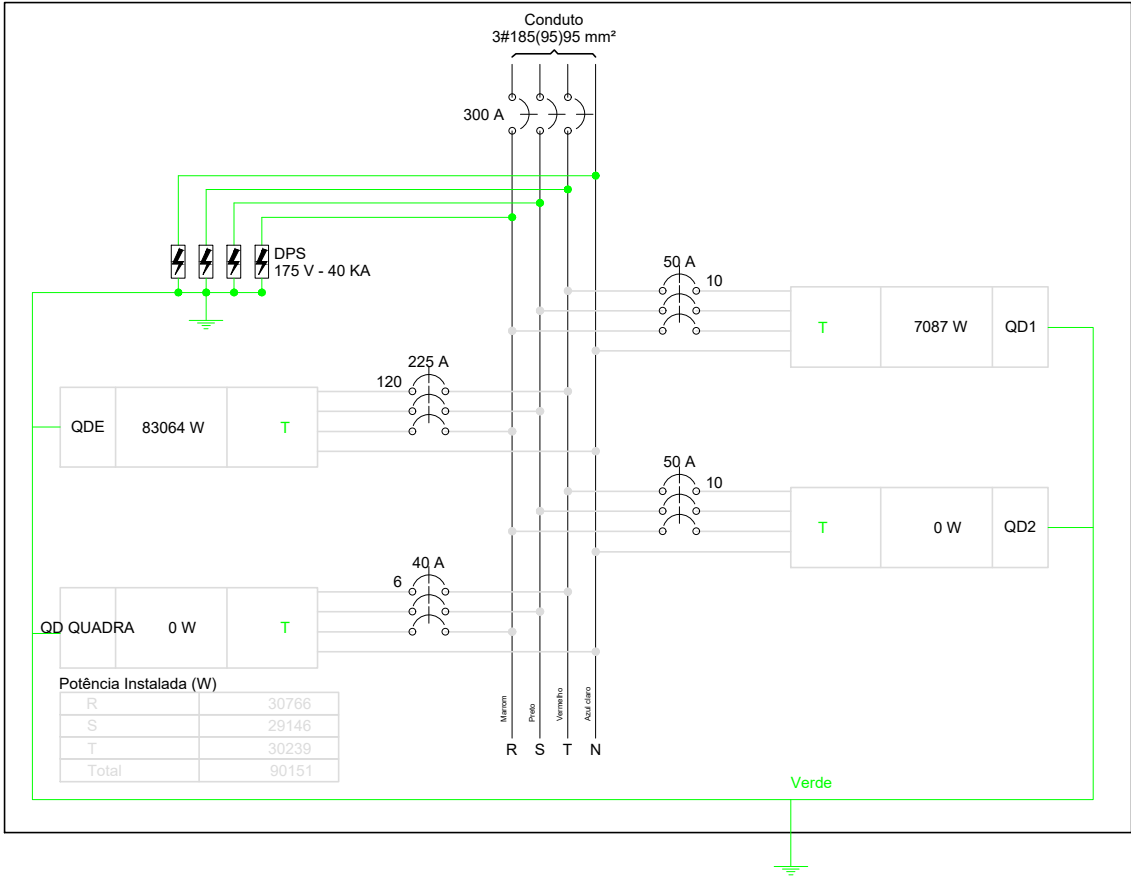 Conduto
3#185(95)95 mm²
300 A
DPS
175 V - 40 KA
50 A
10
T
7087 W
QD1
225 A
120
QDE
83064 W
T
50 A
10
T
0 W
QD2
40 A
6
QD QUADRA
0 W
T
Potência Instalada (W)
R 30766
S 29146
T 30239
Total 90151
Marrom
Preto
Vermelho
Azul claro
R S T N
Verde